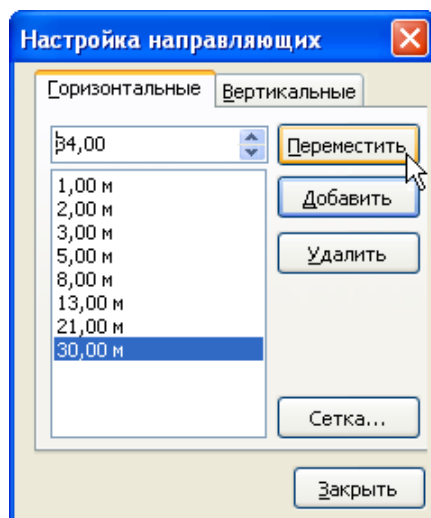 Настройка направляющих
Горизонтальные
Вертикальные
34,00
Переместить
1,00 м
2,00 м
3,00 м
5,00 м
8,00 м
13,00 м
21,00 м
30,00 м
Добавить
Удалить
Сетка...
Закрыть